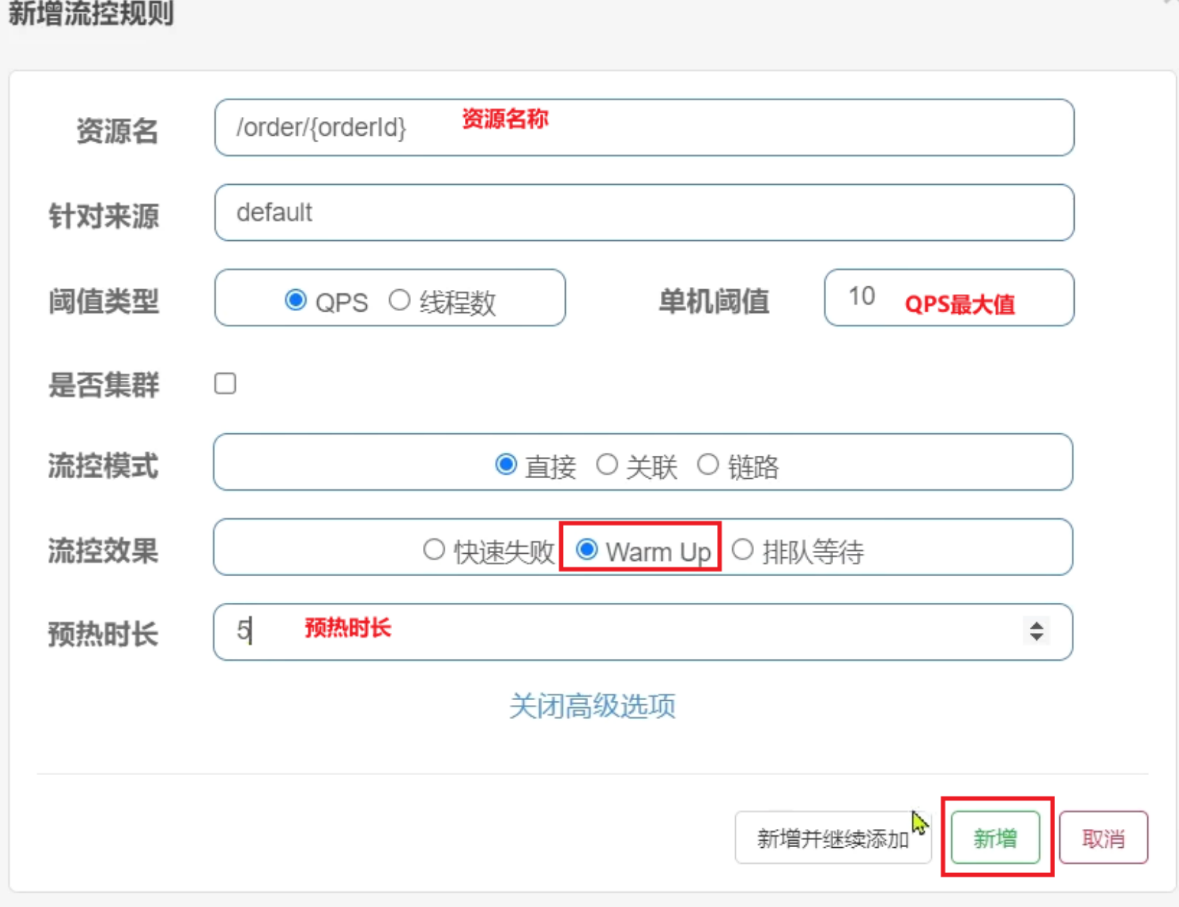 新增流控规则
资源名 /order/{orderId} 资源名称
针对来源 default
阈值类型 QPS 线程数 单机阈值 10 QPS最大值
是否集群
流控模式 直接 关联 链路
流控效果 快速失败 Warm Up 排队等待
预热时长 5 预热时长
关闭高级选项
新增并继续添加 新增 取消